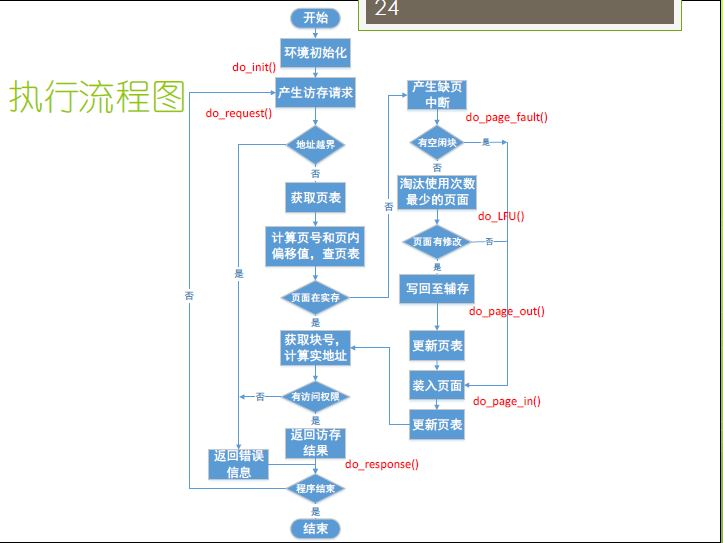 24
执行流程图
开始
环境初始化
do_init()
产生访存请求
do_request()
地址越界
是
否
获取页表
计算页号和页内
偏移值，查页表
页面在实存
否
是
获取块号，
计算实地址
有访问权限
否
是
返回访存
结果
返回错误
信息
do_response()
程序结束
否
是
结束
产生缺页
中断
do_page_fault()
有空闲块
是
否
淘汰使用次数
最少的页面
do_LFU()
页面有修改
否
是
写回至辅存
do_page_out()
更新页表
装入页面
do_page_in()
更新页表